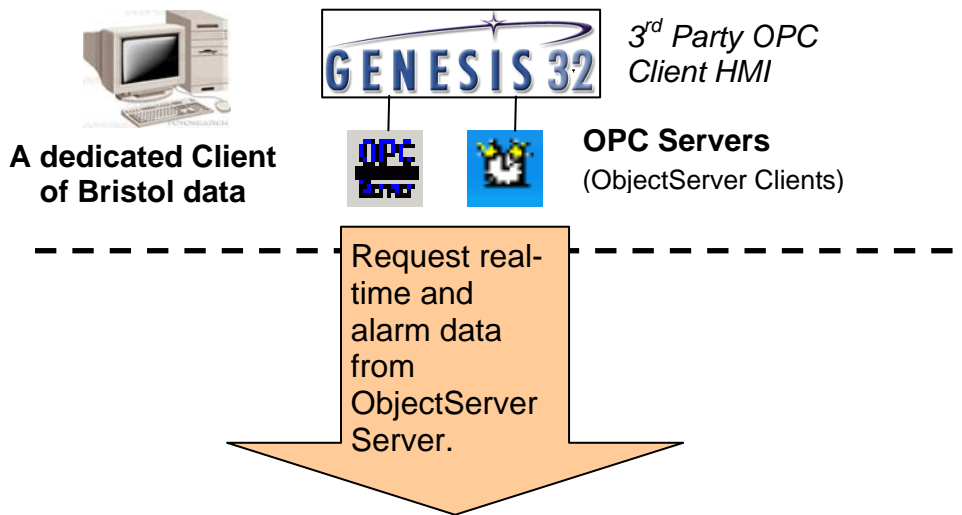 GENESIS 32
3rd Party OPC
Client HMI
A dedicated Client
of Bristol data
OPC
OPC Servers
(ObjectServer Clients)
Request real-
time and
alarm data
from
ObjectServer
Server.